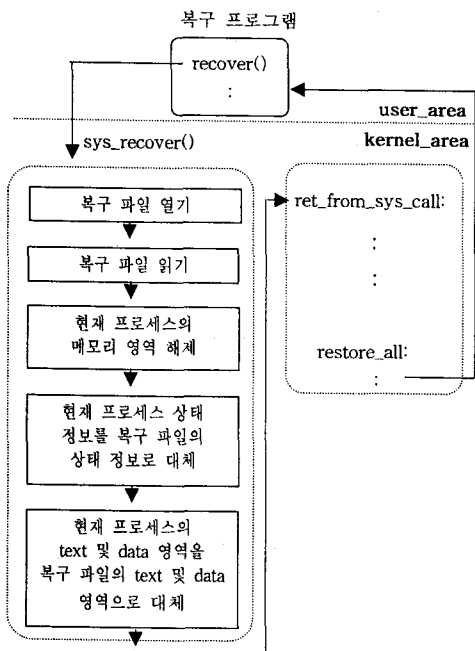 복구 프로그램
recover()
:
user_area
kernel_area
sys_recover()
복구 파일 열기
복구 파일 읽기
현재 프로세스의
메모리 영역 해제
현재 프로세스 상태
정보를 복구 파일의
상태 정보로 대체
현재 프로세스의
text 및 data 영역을
복구 파일의 text 및 data
영역으로 대체
ret_from_sys_call:
:
:
:
restore_all:
: